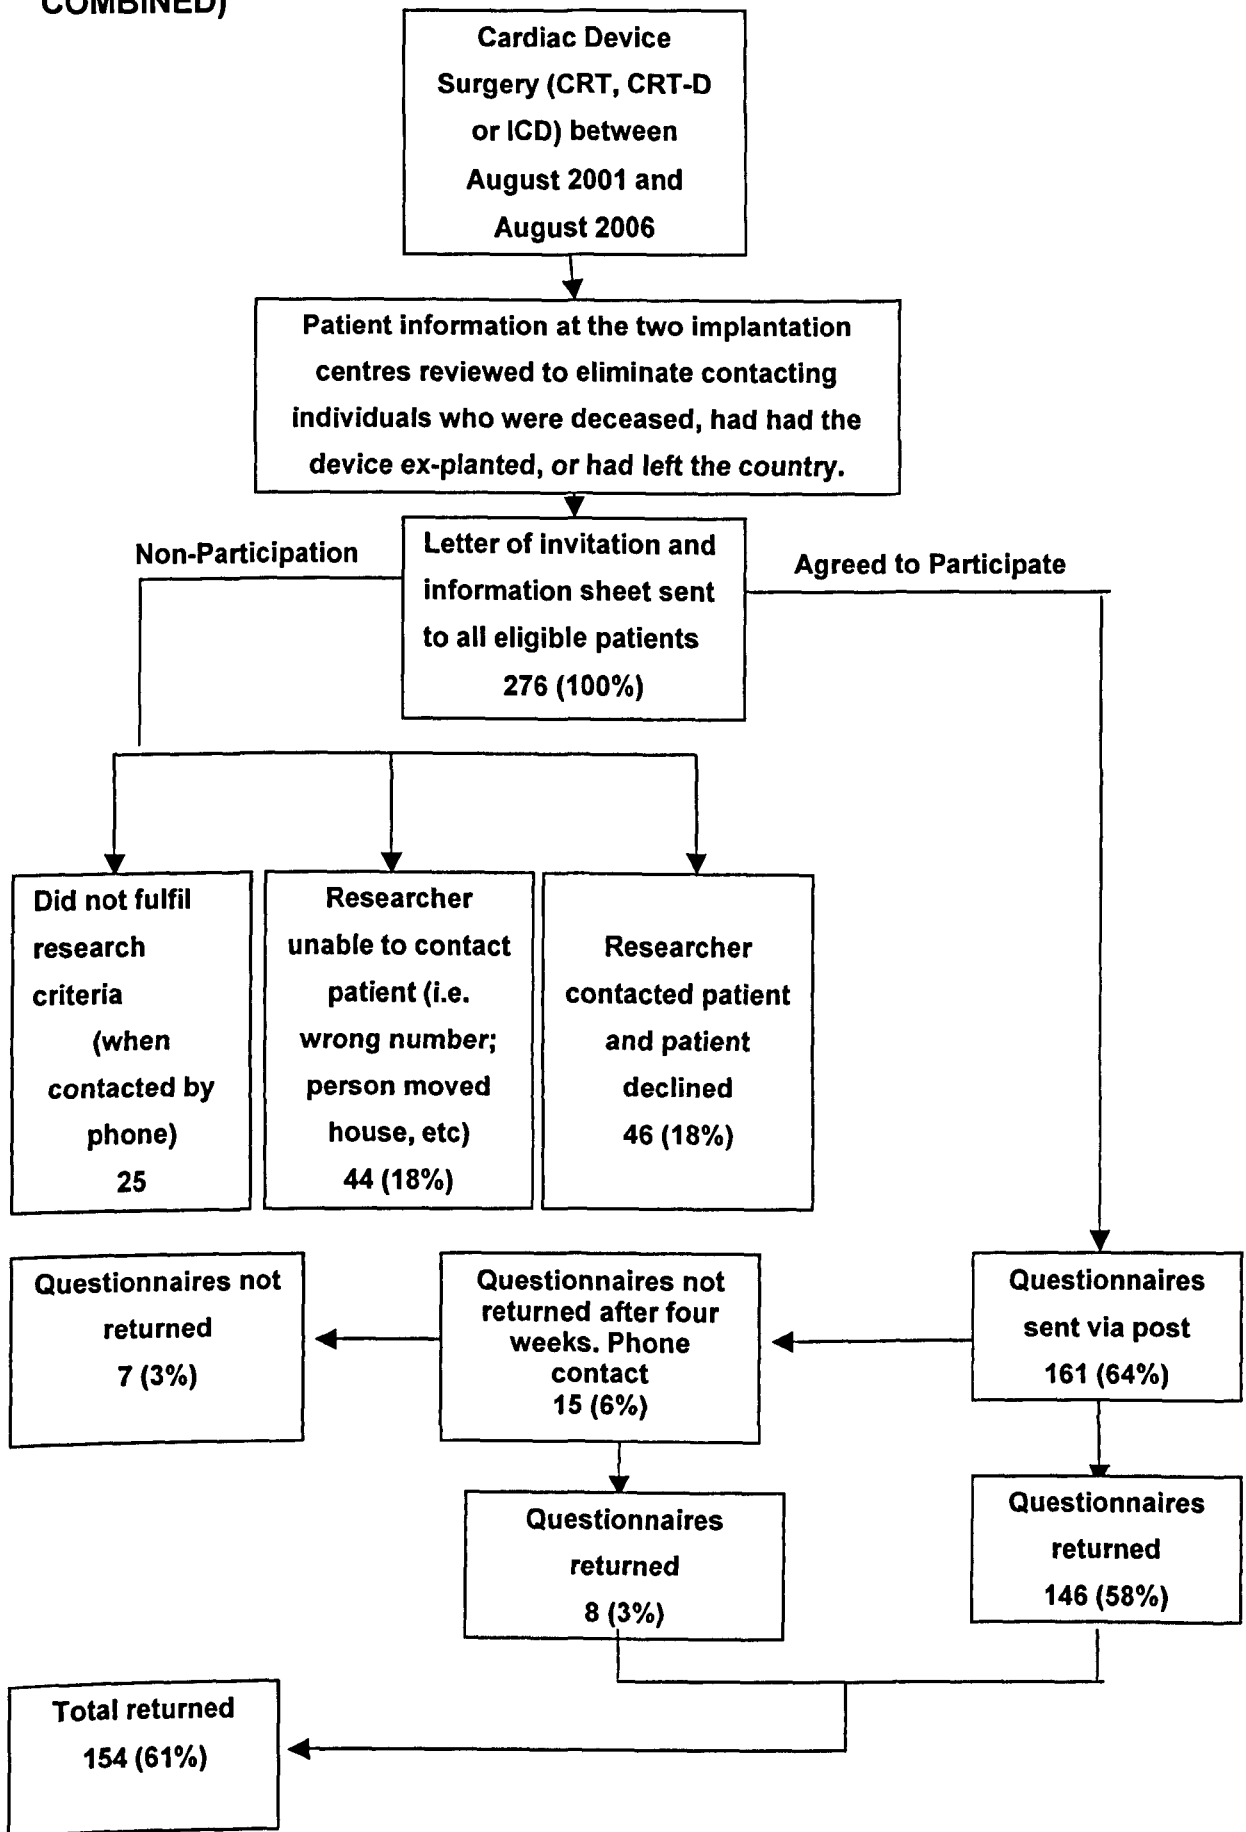 COMBINED)
Cardiac Device
Surgery (CRT, CRT-D
or ICD) between
August 2001 and
August 2006
Patient information at the two implantation
centres reviewed to eliminate contacting
individuals who were deceased, had had the
device ex-planted, or had left the country.
Non-Participation
Letter of invitation and
information sheet sent
to all eligible patients
276 (100%)
Agreed to Participate
Did not fulfil
research
criteria
(when
contacted by
phone)
25
Researcher
unable to contact
patient (i.e.
wrong number;
person moved
house, etc)
44 (18%)
Researcher
contacted patient
and patient
declined
46 (18%)
Questionnaires not
returned
7 (3%)
Questionnaires not
returned after four
weeks. Phone
contact
15 (6%)
Questionnaires
sent via post
161 (64%)
Questionnaires
returned
8 (3%)
Questionnaires
returned
146 (58%)
Total returned
154 (61%)